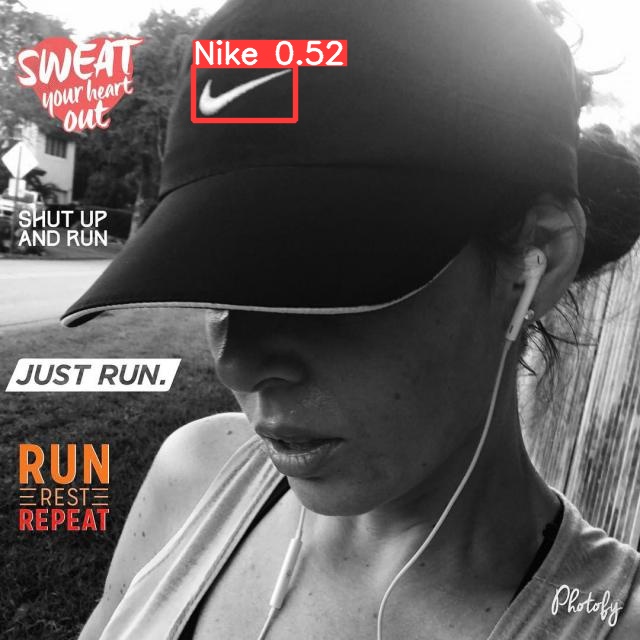 SWEAT
your heart
out
Nike 0.52
SHUT UP
AND RUN
JUST RUN.
RUN
REST
REPEAT
Photofy